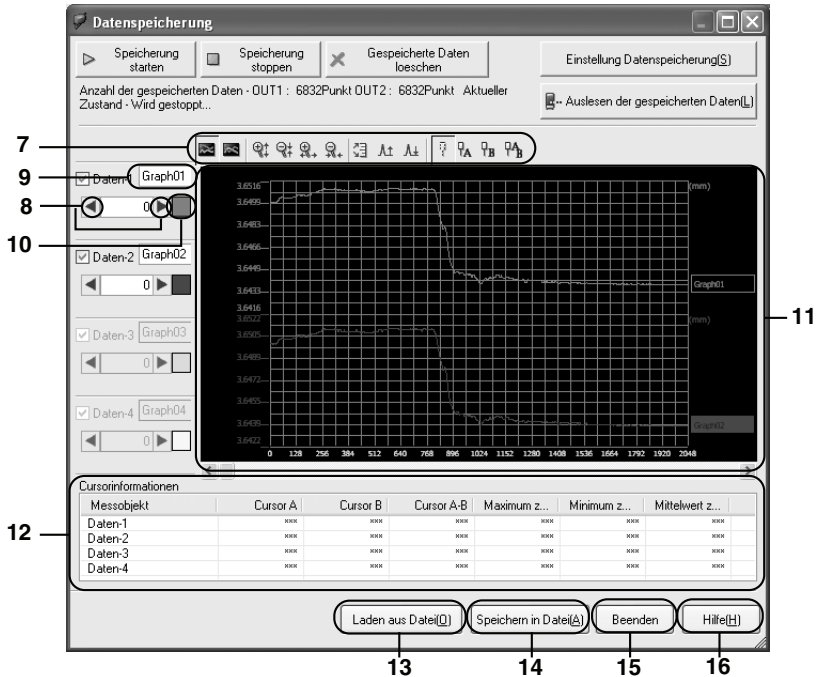 Datenspeicherung
Speicherung starten
Speicherung stoppen
Gespeicherte Daten loeschen
Einstellung Datenspeicherung(S)
Anzahl der gespeicherten Daten - OUT1 : 6832Punkt OUT2 : 6832Punkt Aktueller
Zustand - Wird gestoppt...
Auslesen der gespeicherten Daten(L)
7
A B AB
9
Daten-1 Graph01
8
0
10
Daten-2 Graph02
0
Daten-3 Graph03
0
Daten-4 Graph04
0
3.6516
(mm)
3.6499
3.6483
3.6466
3.6449
3.6433
Graph01
3.6416
3.6522
(mm)
3.6505
3.6489
3.6472
3.6455
3.6439
Graph02
3.6422
0 128 256 384 512 640 768 896 1024 1152 1280 1408 1536 1664 1792 1920 2048
11
Cursorinformationen
Messobjekt Cursor A Cursor B Cursor A-B Maximum z... Minimum z... Mittelwert z...
Daten-1 *** *** *** *** *** ***
Daten-2 *** *** *** *** *** ***
Daten-3 *** *** *** *** *** ***
Daten-4 *** *** *** *** *** ***
12
Laden aus Datei(O) Speichern in Datei(A) Beenden Hilfe(H)
13 14 15 16